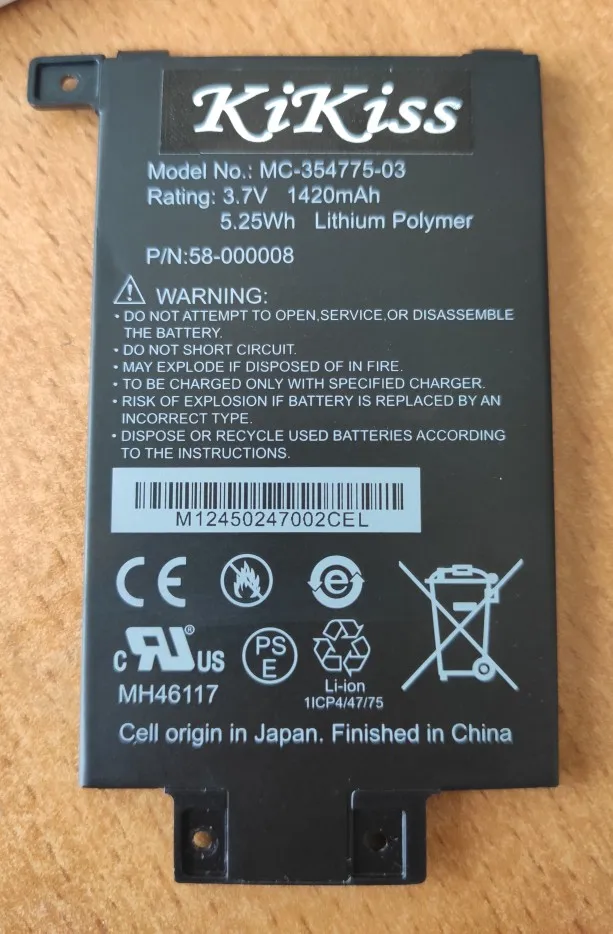 KiKiss
Model No.: MC-354775-03
Rating: 3.7V 1420mAh
5.25Wh Lithium Polymer
P/N:58-000008
WARNING:
• DO NOT ATTEMPT TO OPEN,SERVICE,OR DISASSEMBLE
THE BATTERY.
• DO NOT SHORT CIRCUIT.
• MAY EXPLODE IF DISPOSED OF IN FIRE.
• TO BE CHARGED ONLY WITH SPECIFIED CHARGER.
• RISK OF EXPLOSION IF BATTERY IS REPLACED BY AN
INCORRECT TYPE.
• DISPOSE OR RECYCLE USED BATTERIES ACCORDING
TO THE INSTRUCTIONS.
M12450247002CEL
CE e
c RU® US PS E
MH46117 Li-ion
1ICP4/47/75
Cell origin in Japan. Finished in China